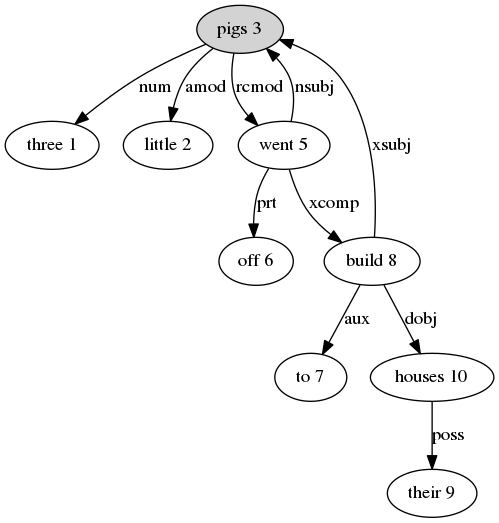 pigs 3
num
amod
rcmod
nsubj
three 1
little 2
went 5
xsubj
prt
xcomp
off 6
build 8
aux
dobj
to 7
houses 10
poss
their 9